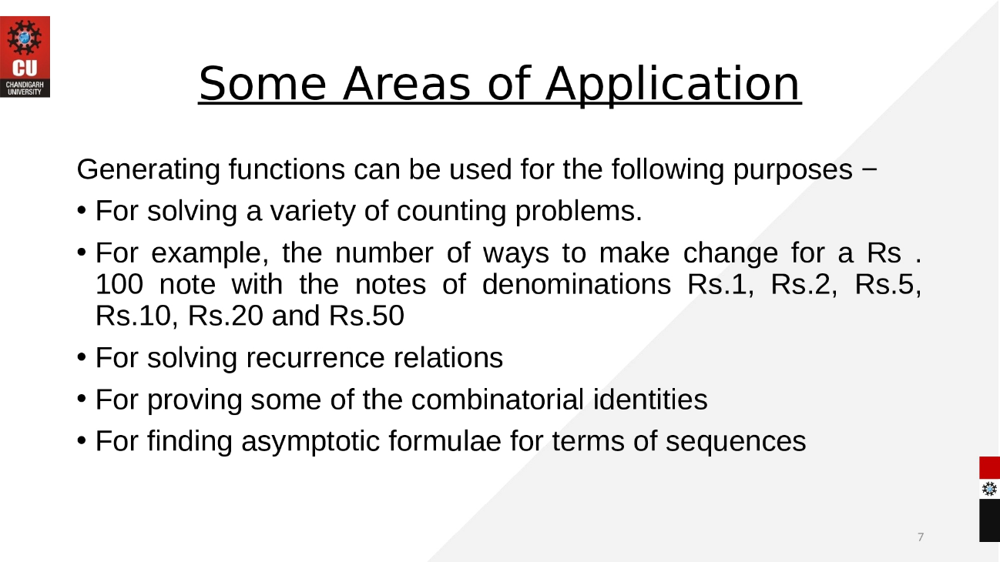 CU
CHANDIGARH
UNIVERSITY
Some Areas of Application
Generating functions can be used for the following purposes −
• For solving a variety of counting problems.
• For example, the number of ways to make change for a Rs .
100 note with the notes of denominations Rs.1, Rs.2, Rs.5,
Rs.10, Rs.20 and Rs.50
• For solving recurrence relations
• For proving some of the combinatorial identities
• For finding asymptotic formulae for terms of sequences
7